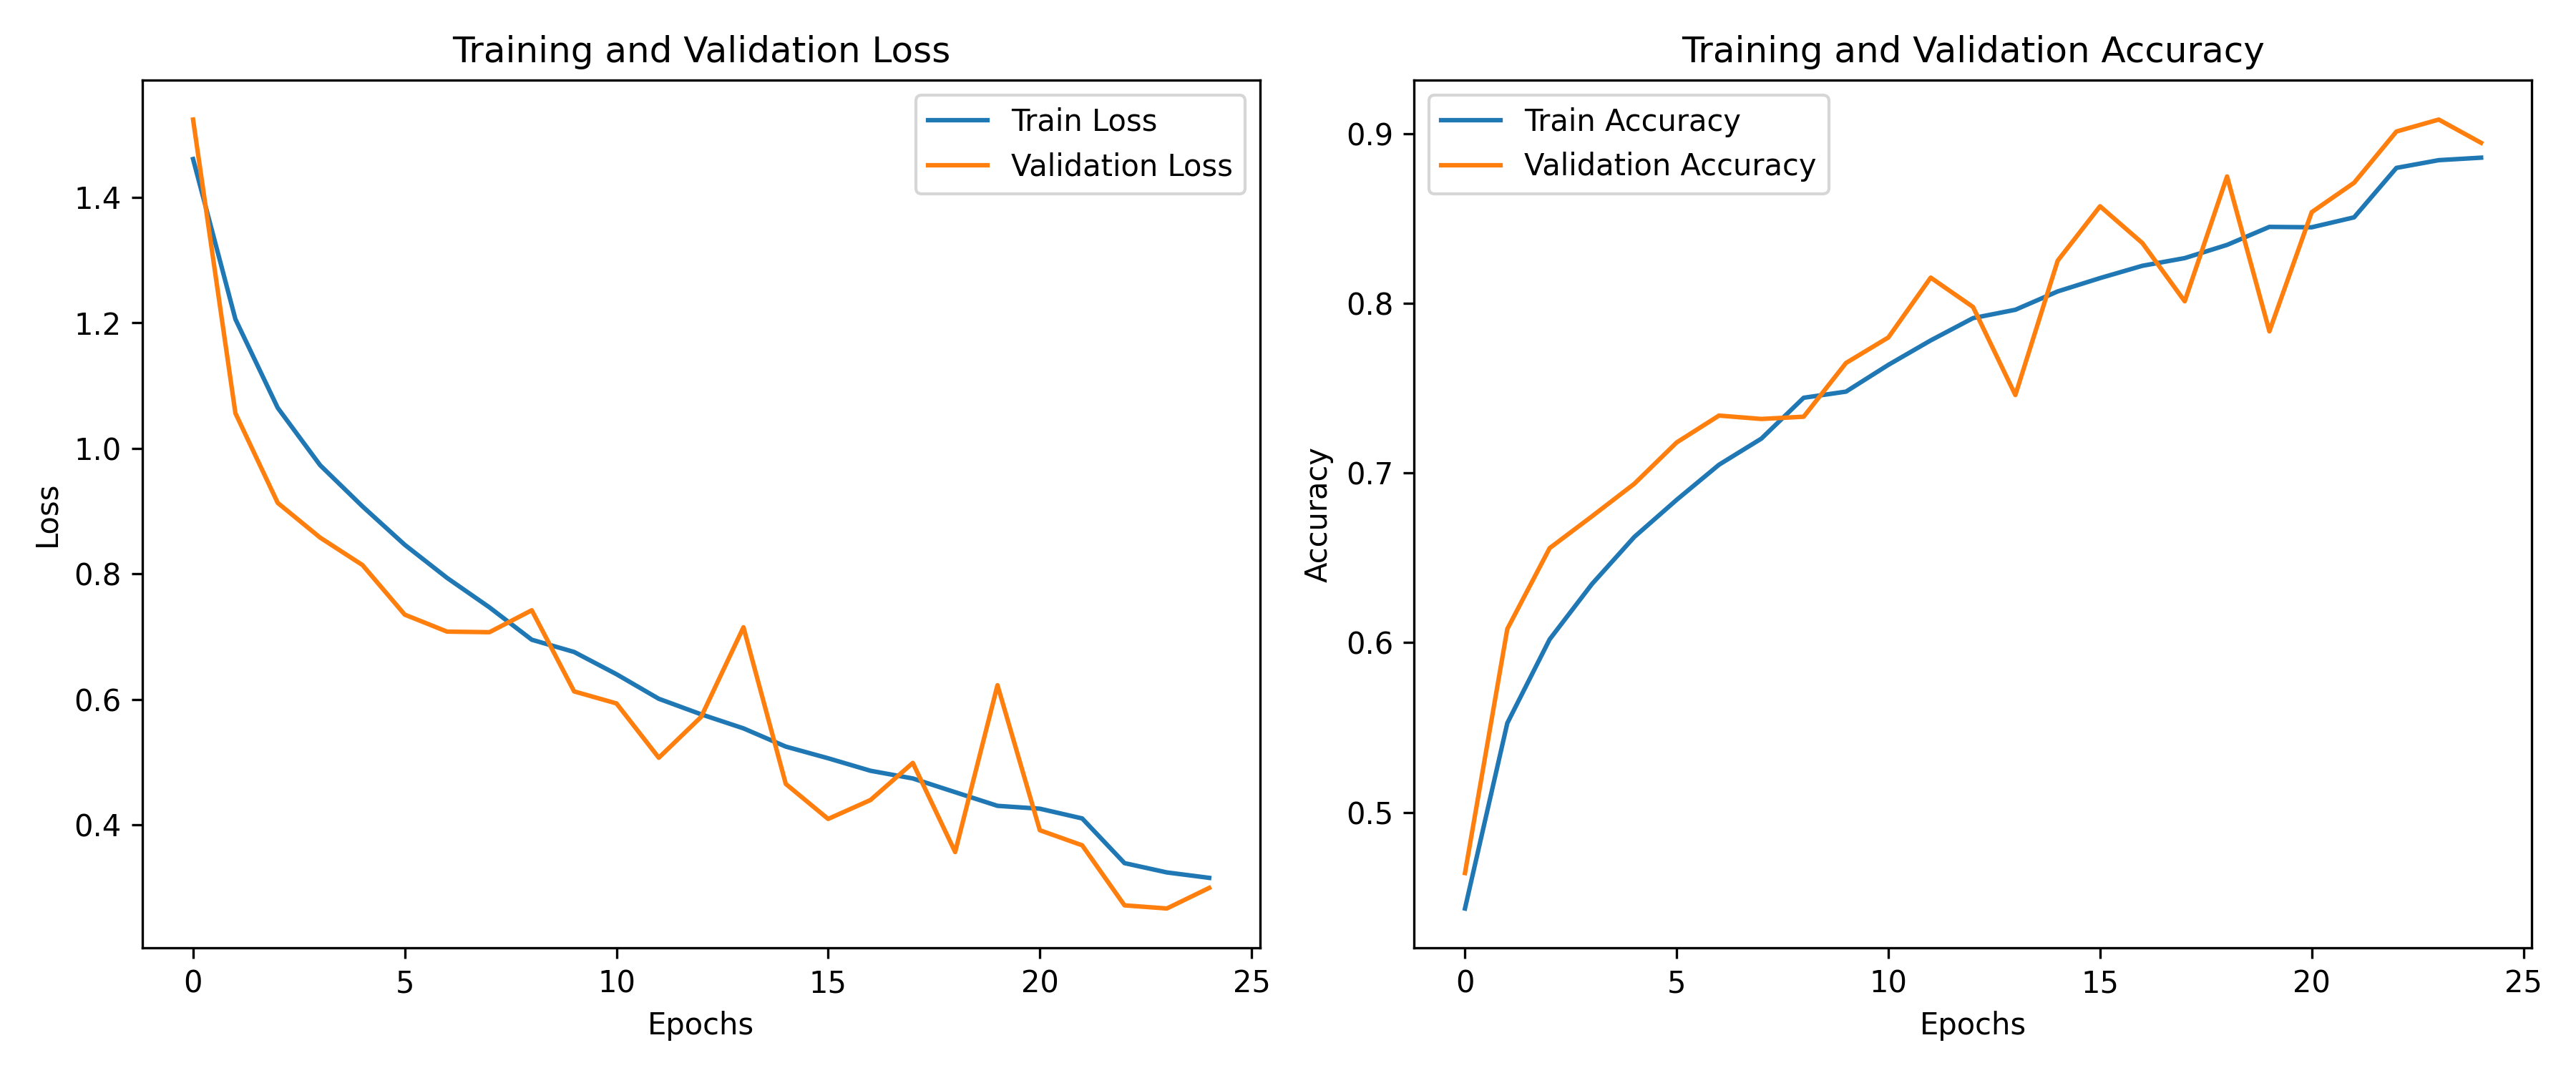 Training and Validation Loss
Train Loss
Validation Loss
1.4
1.2
1.0
0.8
0.6
0.4
Loss
0 5 10 15 20 25
Epochs
Training and Validation Accuracy
Train Accuracy
Validation Accuracy
0.9
0.8
0.7
0.6
0.5
Accuracy
0 5 10 15 20 25
Epochs